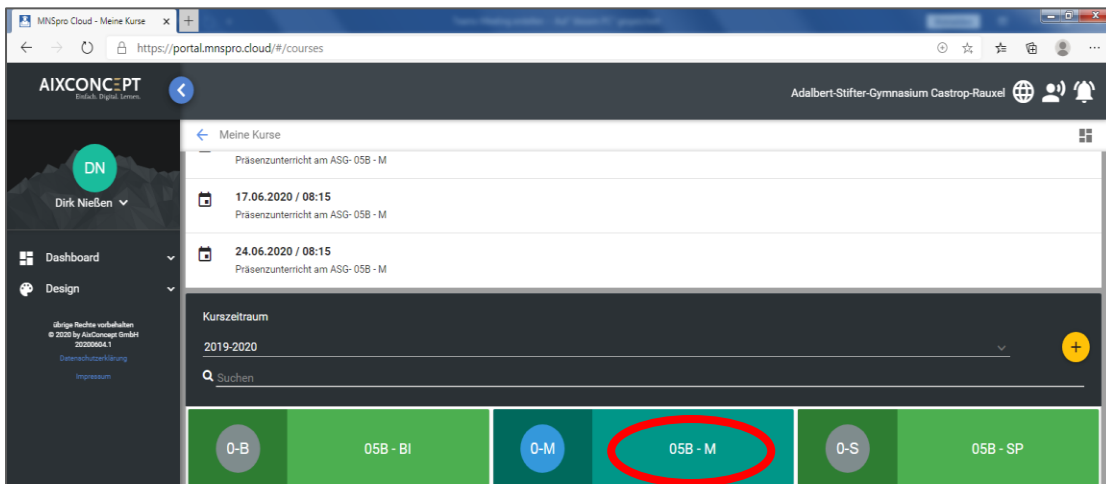 MNSpro Cloud - Meine Kurse
https://portal.mnspro.cloud/#/courses
AIXCONCEPT
Einfach. Digital. Lernen.
Adalbert-Stifter-Gymnasium Castrop-Rauxel
Meine Kurse
Präsenzunterricht am ASG- 05B - M
DN
Dirk Nießen
17.06.2020 / 08:15
Präsenzunterricht am ASG- 05B - M
24.06.2020 / 08:15
Präsenzunterricht am ASG- 05B - M
Dashboard
Design
übrige Rechte vorbehalten
© 2020 by AixConcept GmbH
20200604.1
Datenschutzerklärung
Impressum
Kurszeitraum
2019-2020
Suchen
0-B
05B - BI
0-M
05B - M
0-S
05B - SP